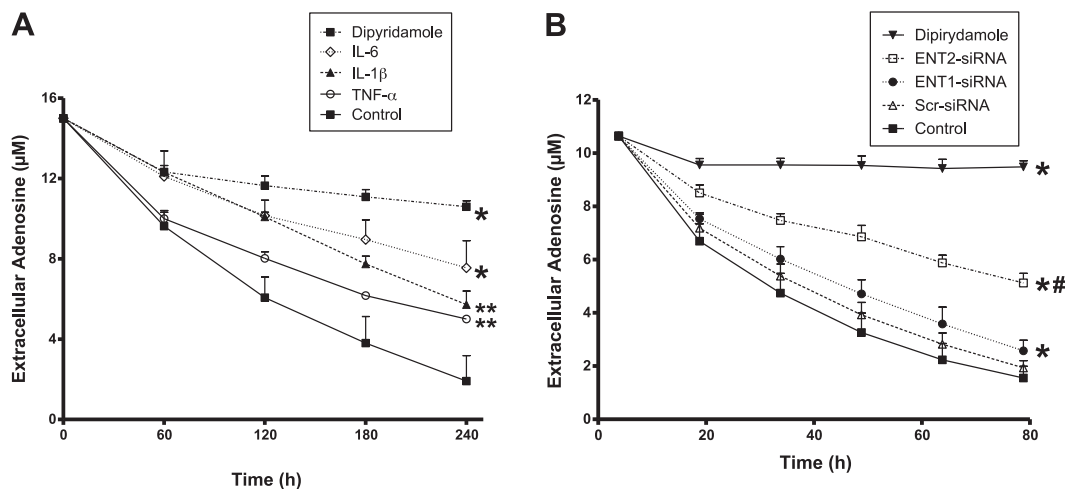 A
Dipyridamole
IL-6
IL-1β
TNF-α
Control
Extracellular Adenosine (µM)
16
12
8
4
0
0 60 120 180 240
Time (h)
*
*
**
**
B
Dipirydamole
ENT2-siRNA
ENT1-siRNA
Scr-siRNA
Control
Extracellular Adenosine (µM)
12
10
8
6
4
2
0
0 20 40 60 80
Time (h)
*
*#
*